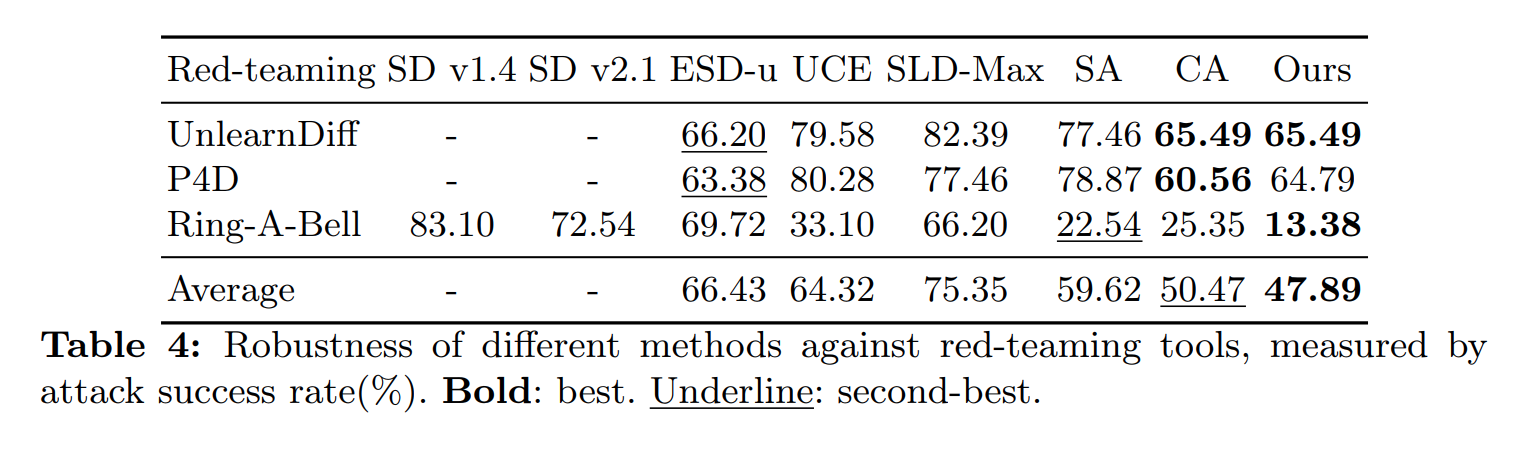 Red-teaming SD v1.4 SD v2.1 ESD-u UCE SLD-Max SA CA Ours
UnlearnDiff - - 66.20 79.58 82.39 77.46 65.49 65.49
P4D - - 63.38 80.28 77.46 78.87 60.56 64.79
Ring-A-Bell 83.10 72.54 69.72 33.10 66.20 22.54 25.35 13.38
Average - - 66.43 64.32 75.35 59.62 50.47 47.89
Table 4: Robustness of different methods against red-teaming tools, measured by
attack success rate(%). Bold: best. Underline: second-best.